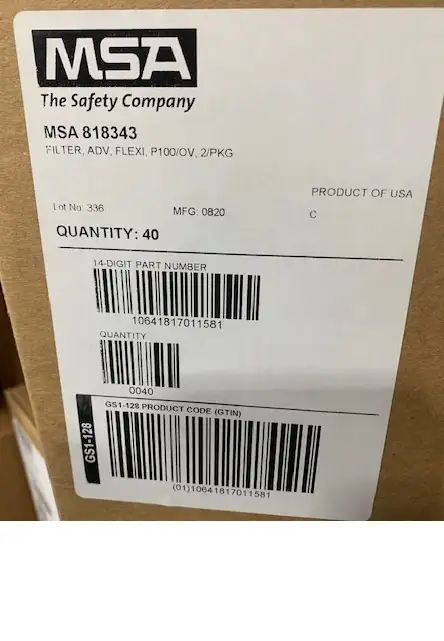 MSA
The Safety Company
MSA 818343
FILTER, ADV, FLEXI, P100/OV, 2/PKG
PRODUCT OF USA
Lot No: 336 MFG: 0820 C
QUANTITY: 40
14-DIGIT PART NUMBER
10641817011581
QUANTITY
0040
GS1-128
GS1-128 PRODUCT CODE (GTIN)
(01)10641817011581